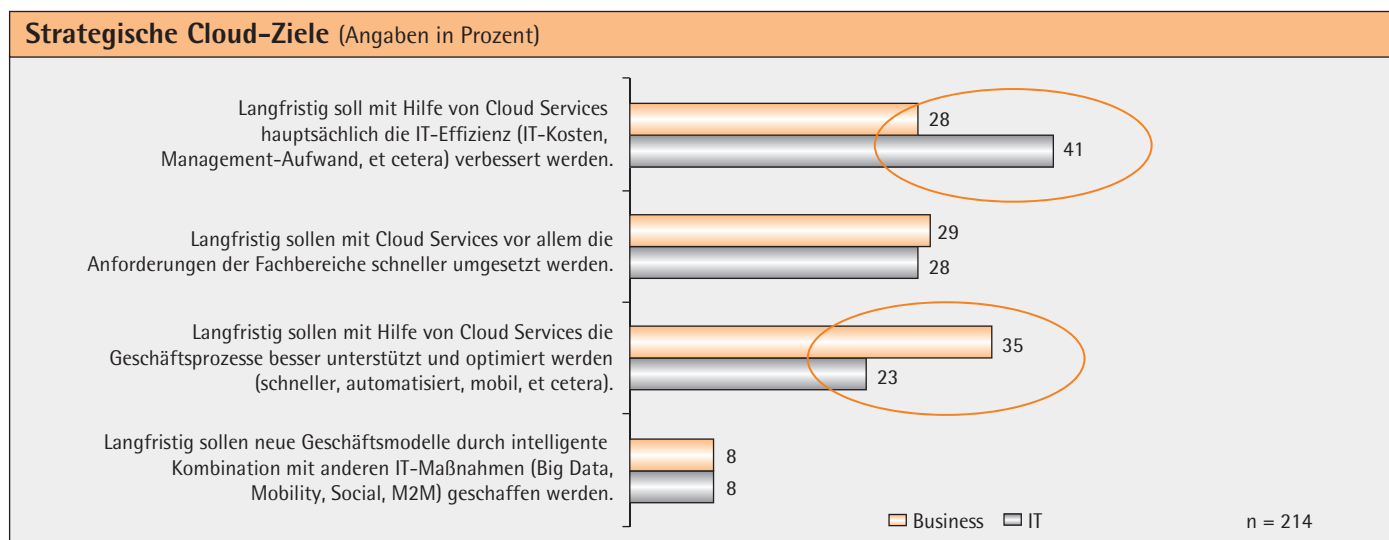 Strategische Cloud-Ziele (Angaben in Prozent)
Langfristig soll mit Hilfe von Cloud Services
hauptsächlich die IT-Effizienz (IT-Kosten,
Management-Aufwand, et cetera) verbessert werden.
28
41
Langfristig sollen mit Cloud Services vor allem die
Anforderungen der Fachbereiche schneller umgesetzt werden.
29
28
Langfristig sollen mit Hilfe von Cloud Services die
Geschäftsprozesse besser unterstützt und optimiert werden
(schneller, automatisiert, mobil, et cetera).
35
23
Langfristig sollen neue Geschäftsmodelle durch intelligente
Kombination mit anderen IT-Maßnahmen (Big Data,
Mobility, Social, M2M) geschaffen werden.
8
8
Business IT n = 214